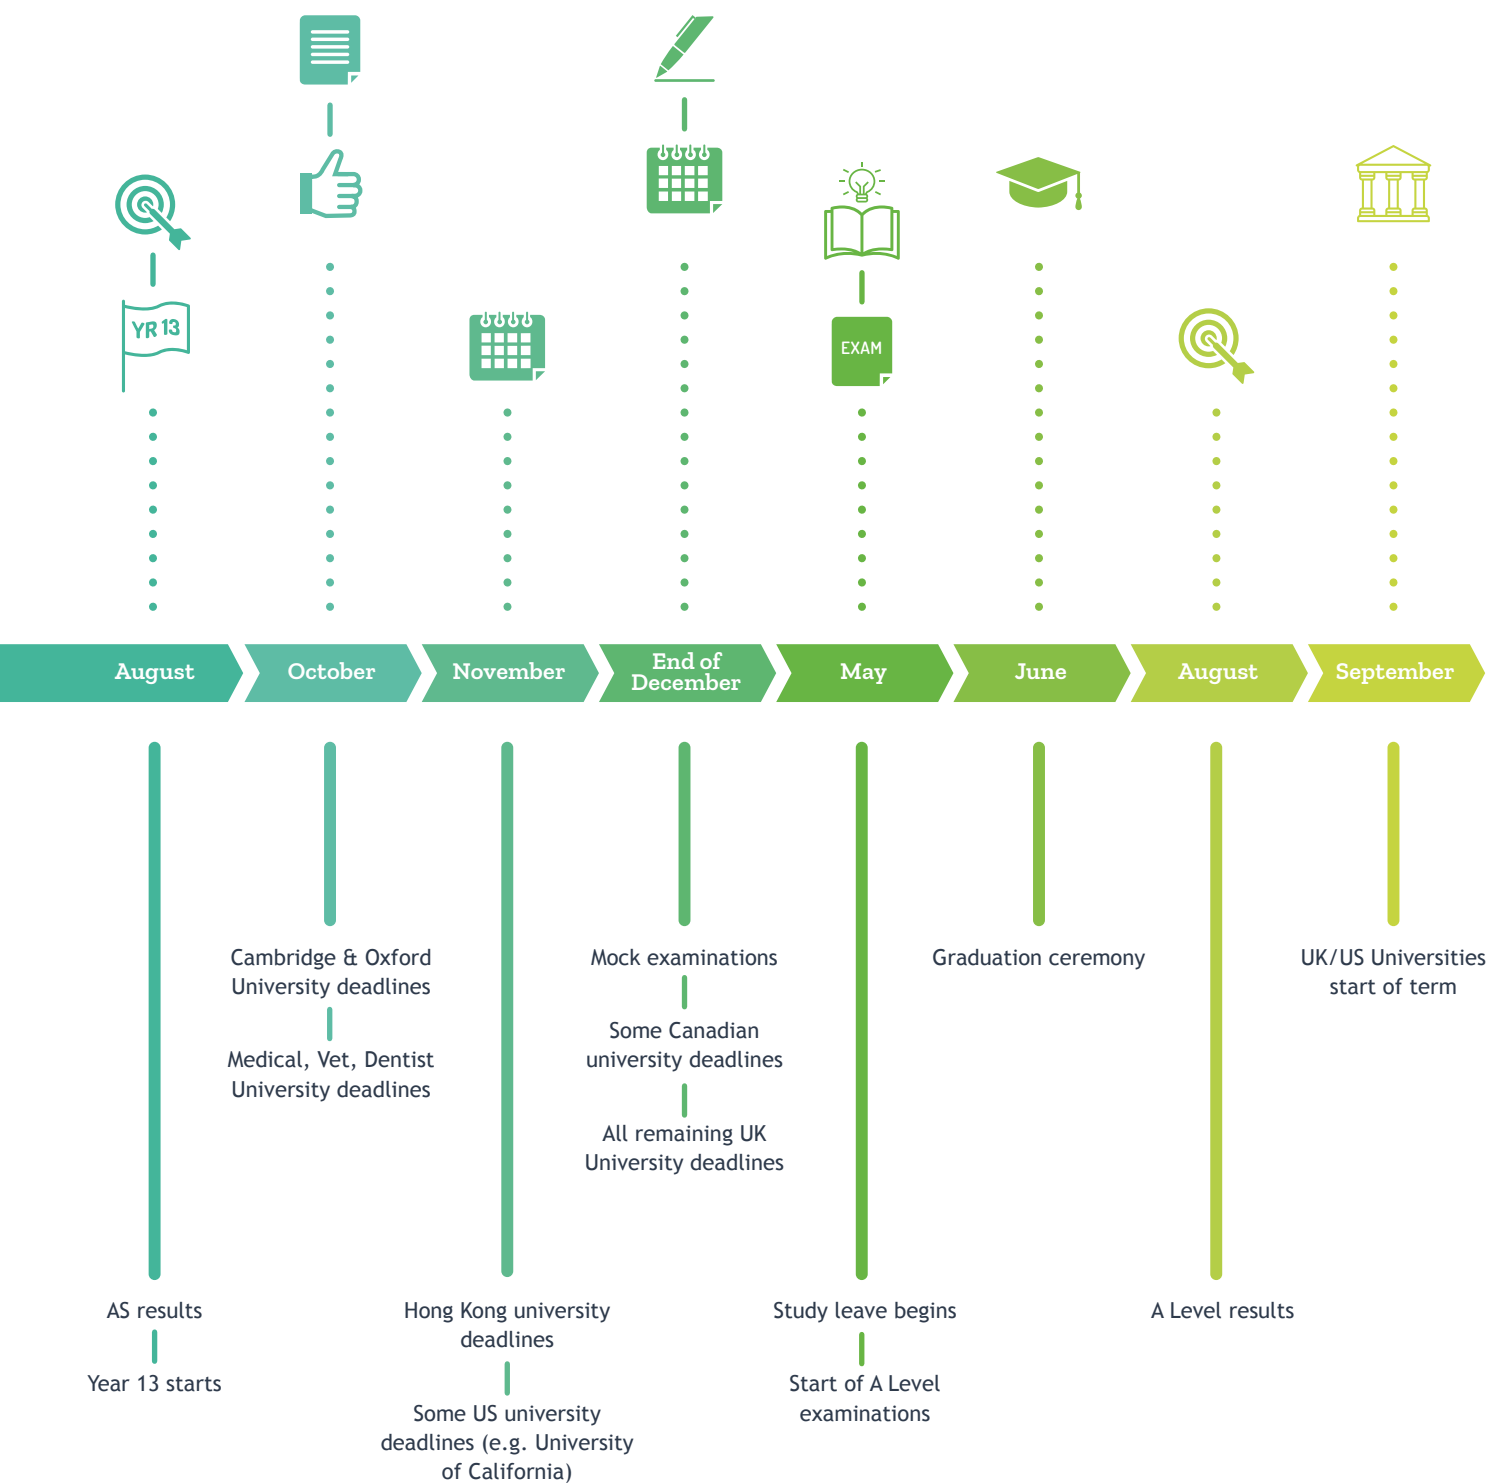 YR 13
EXAM
August
October
November
End of
December
May
June
August
September
Cambridge & Oxford
University deadlines
Medical, Vet, Dentist
University deadlines
Mock examinations
Some Canadian
university deadlines
All remaining UK
University deadlines
Graduation ceremony
UK/US Universities
start of term
AS results
Year 13 starts
Hong Kong university
deadlines
Some US university
deadlines (e.g. University
of California)
Study leave begins
Start of A Level
examinations
A Level results